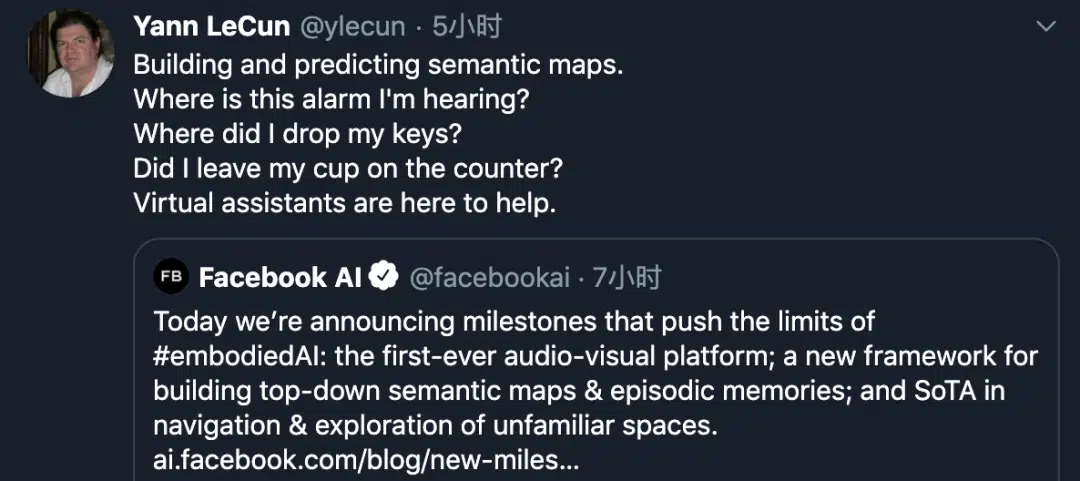 Yann LeCun @ylecun · 5小时
Building and predicting semantic maps.
Where is this alarm I'm hearing?
Where did I drop my keys?
Did I leave my cup on the counter?
Virtual assistants are here to help.
FB Facebook AI @facebookai · 7小时
Today we’re announcing milestones that push the limits of
#embodiedAI: the first-ever audio-visual platform; a new framework for
building top-down semantic maps & episodic memories; and SoTA in
navigation & exploration of unfamiliar spaces.
ai.facebook.com/blog/new-miles...